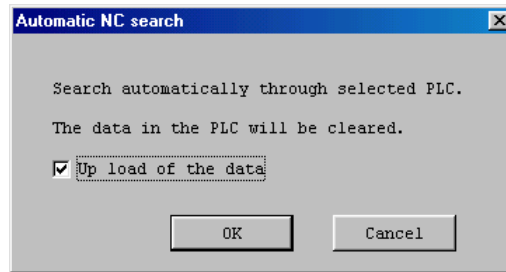 Automatic NC search
Search automatically through selected PLC.
The data in the PLC will be cleared.
Up load of the data
OK Cancel